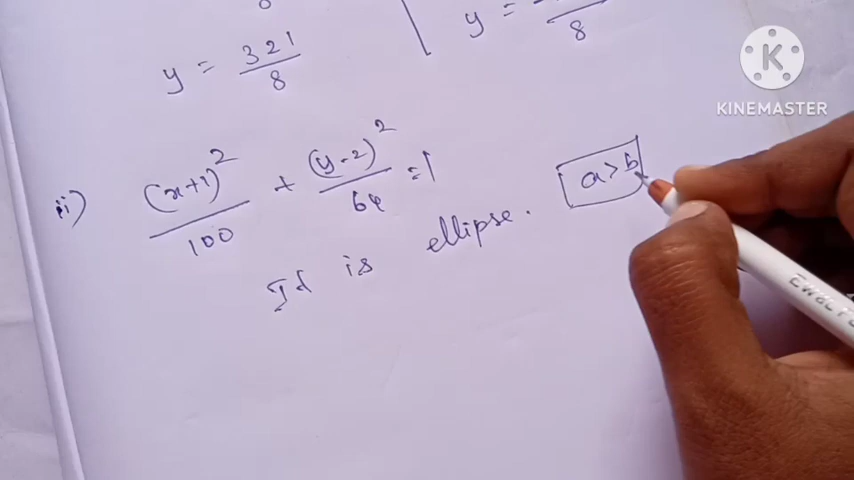 y = 321/8
y = /8
ii) (x+1)²/100 + (y-2)²/64 = 1
It is ellipse. a > b
K
KINEMASTER